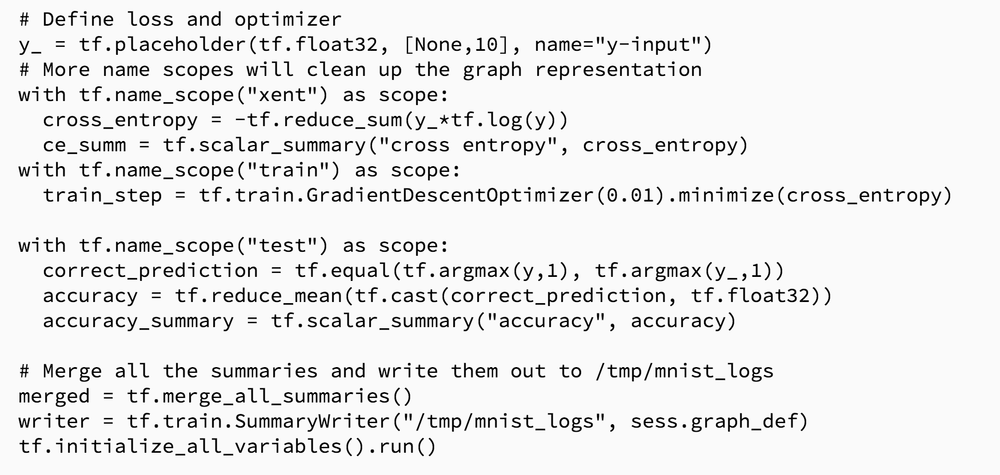 # Define loss and optimizer
y_ = tf.placeholder(tf.float32, [None,10], name="y-input")
# More name scopes will clean up the graph representation
with tf.name_scope("xent") as scope:
  cross_entropy = -tf.reduce_sum(y_*tf.log(y))
  ce_summ = tf.scalar_summary("cross entropy", cross_entropy)
with tf.name_scope("train") as scope:
  train_step = tf.train.GradientDescentOptimizer(0.01).minimize(cross_entropy)

with tf.name_scope("test") as scope:
  correct_prediction = tf.equal(tf.argmax(y,1), tf.argmax(y_,1))
  accuracy = tf.reduce_mean(tf.cast(correct_prediction, tf.float32))
  accuracy_summary = tf.scalar_summary("accuracy", accuracy)

# Merge all the summaries and write them out to /tmp/mnist_logs
merged = tf.merge_all_summaries()
writer = tf.train.SummaryWriter("/tmp/mnist_logs", sess.graph_def)
tf.initialize_all_variables().run()